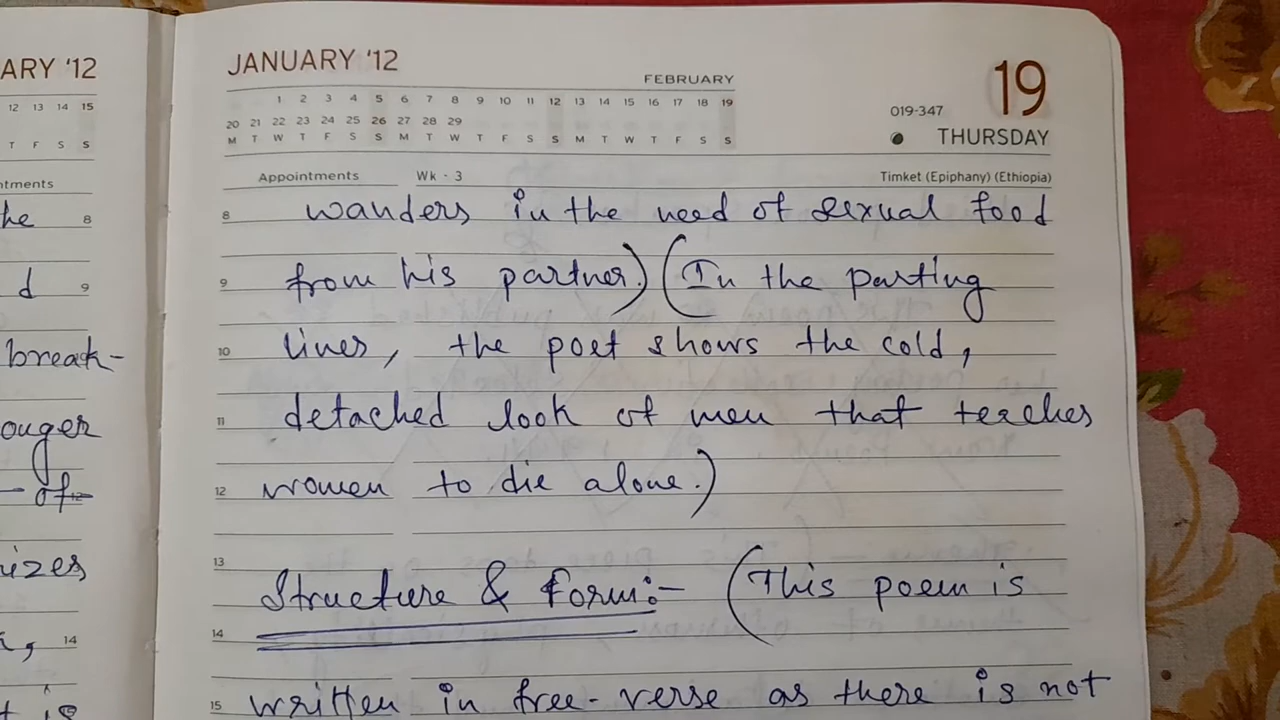 ARY '12
12 13 14 15
T F S S
ntments
he 8
d 9
break-
ouger
- of 12
izes
14
JANUARY '12
FEBRUARY
1 2 3 4 5 6 7 8 9 10 11 12 13 14 15 16 17 18 19
20 21 22 23 24 25 26 27 28 29
M T W T F S S M T W T F S S M T W T F S S
019-347
19
THURSDAY
Appointments Wk - 3 Timket (Epiphany) (Ethiopia)
8 wanders in the need of sexual food
9 from his partner.) (In the parting
10 lines, the poet shows the cold,
11 detached look of men that teaches
12 women to die alone.)
13 Structure & Form:- (This poem is
14
15 written in free-verse as there is not